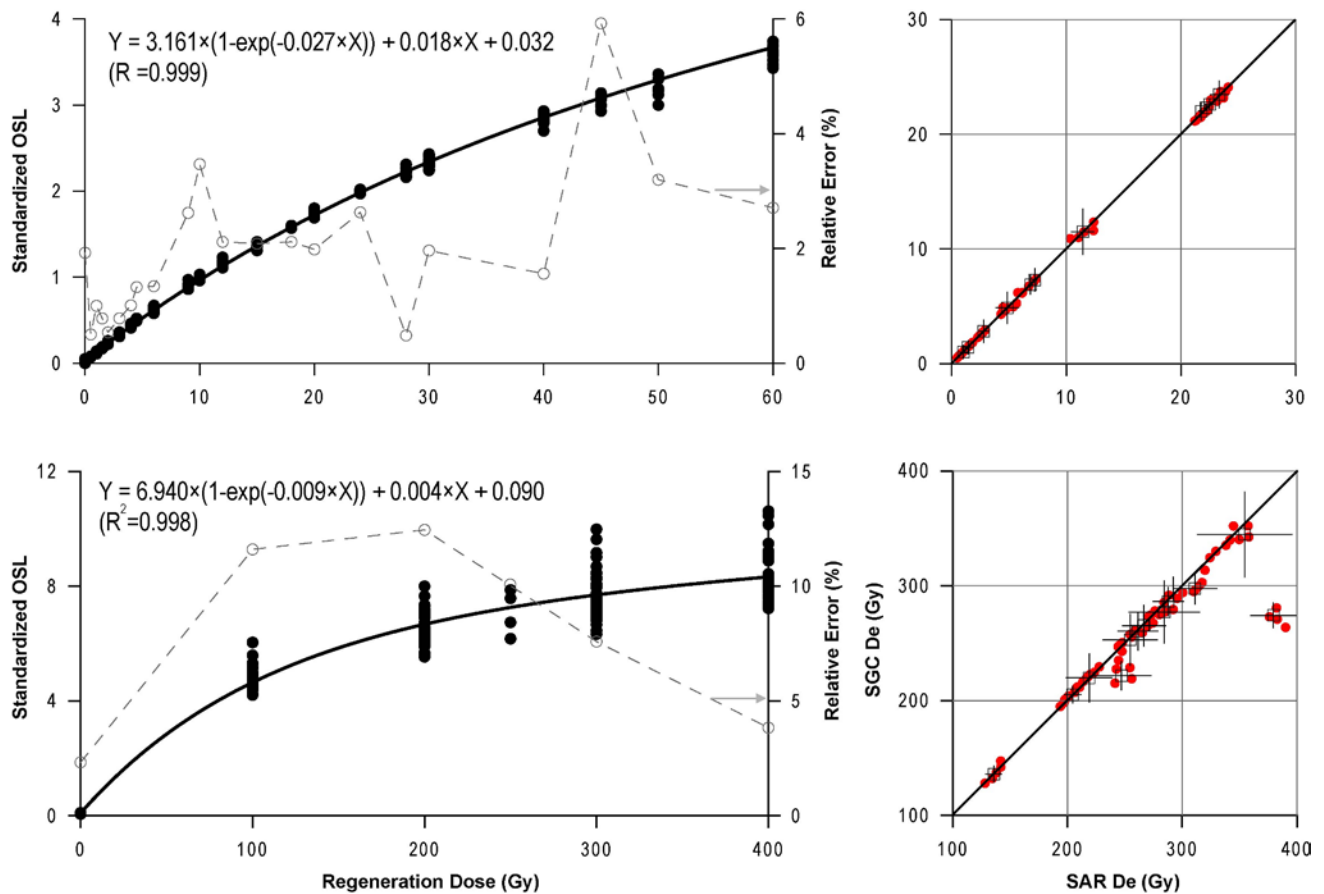 Y = 3.161×(1-exp(-0.027×X)) + 0.018×X + 0.032
(R =0.999)
Standardized OSL
4
3
2
1
0
0 10 20 30 40 50 60
6
4
2
0
Relative Error (%)
30
20
10
0
0 10 20 30
Y = 6.940×(1-exp(-0.009×X)) + 0.004×X + 0.090
(R²=0.998)
Standardized OSL
12
8
4
0
0 100 200 300 400
Regeneration Dose (Gy)
15
10
5
0
Relative Error (%)
SGC De (Gy)
400
300
200
100
100 200 300 400
SAR De (Gy)